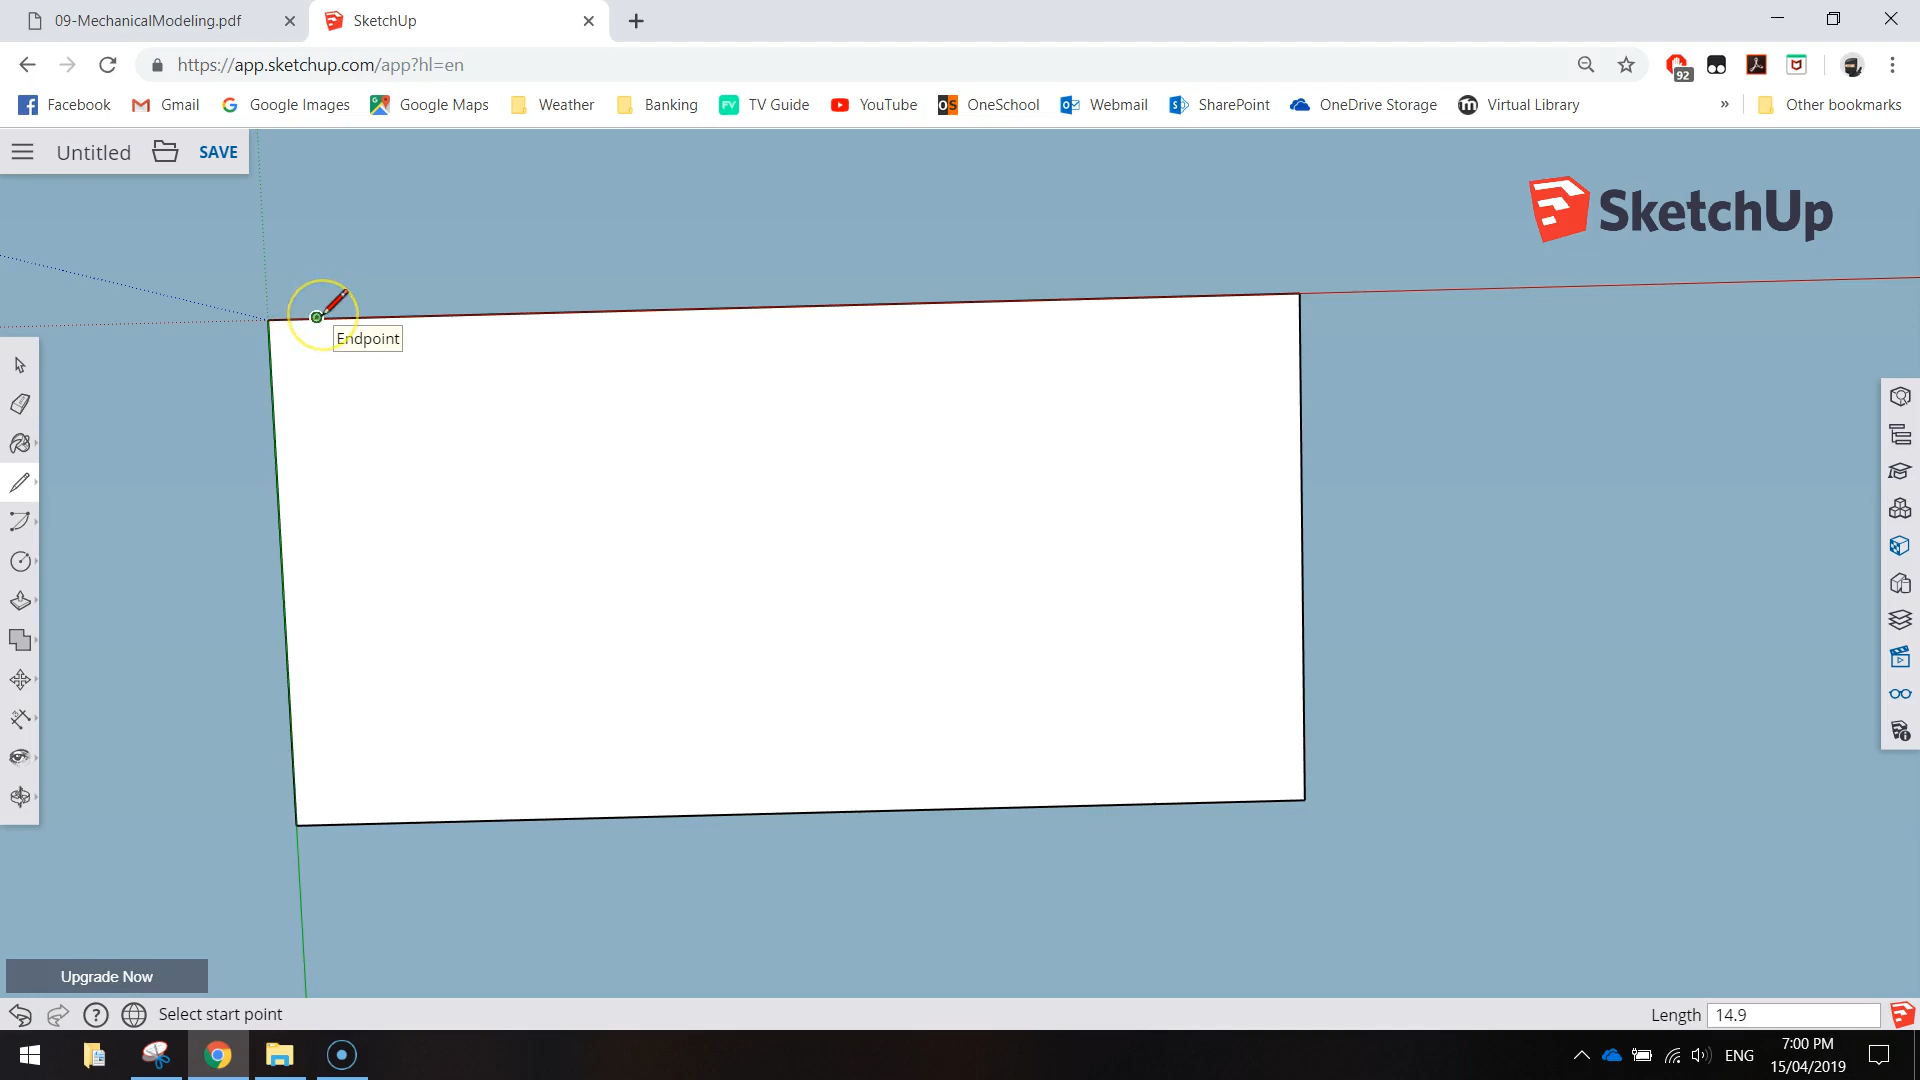 09-MechanicalModeling.pdf
SketchUp
https://app.sketchup.com/app?hl=en
92
Facebook
Gmail
Google Images
Google Maps
Weather
Banking
TV Guide
YouTube
OneSchool
Webmail
SharePoint
OneDrive Storage
Virtual Library
»
Other bookmarks
Untitled
SAVE
SketchUp
Endpoint
Upgrade Now
Select start point
Length 14.9
ENG
7:00 PM
15/04/2019